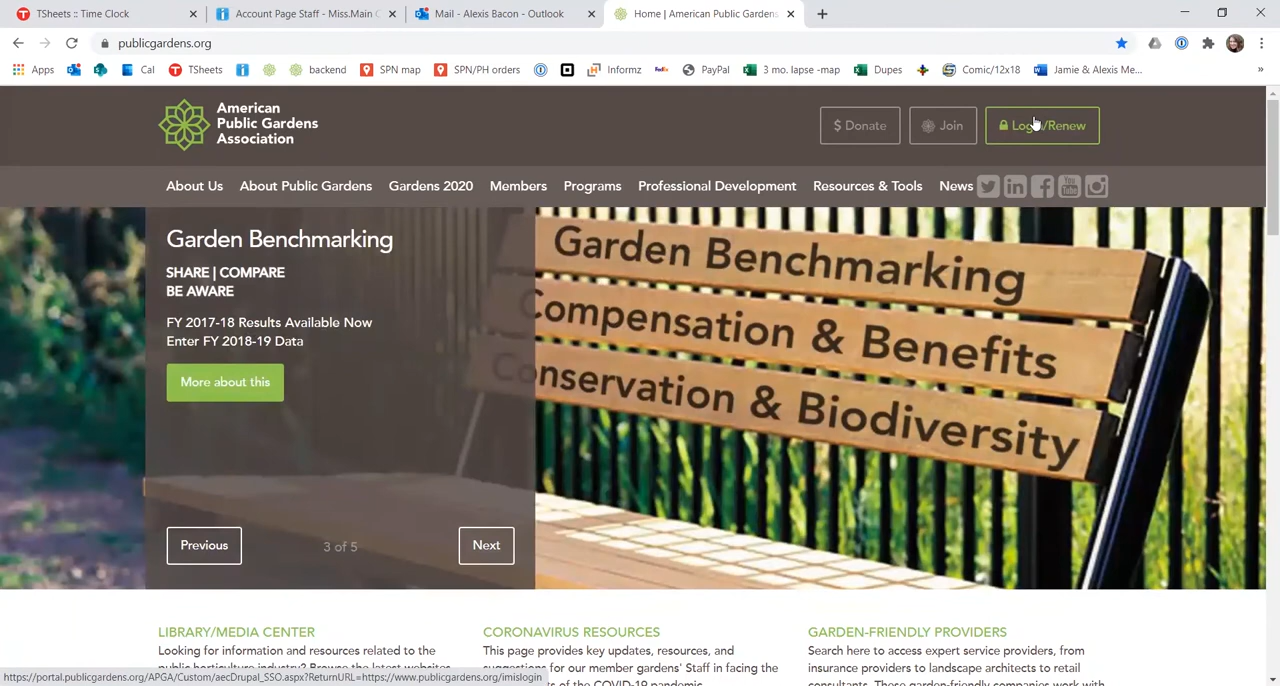 TSheets :: Time Clock
Account Page Staff - Miss.Main
Mail - Alexis Bacon - Outlook
Home | American Public Gardens
publicgardens.org
Apps
Cal
TSheets
backend
SPN map
SPN/PH orders
Informz
PayPal
3 mo. lapse -map
Dupes
Comic/12x18
Jamie & Alexis Me...
American
Public Gardens
Association
$ Donate
Join
/Renew
About Us
About Public Gardens
Gardens 2020
Members
Programs
Professional Development
Resources & Tools
News
Garden Benchmarking
SHARE | COMPARE
BE AWARE
FY 2017-18 Results Available Now
Enter FY 2018-19 Data
More about this
Previous
3 of 5
Next
Garden Benchmarking
Compensation & Benefits
Conservation & Biodiversity
LIBRARY/MEDIA CENTER
Looking for information and resources related to the
public horticulture industry? Browse the latest websites
CORONAVIRUS RESOURCES
This page provides key updates, resources, and
suggestions for our member gardens' Staff in facing the
of the COVID-19 pandemic
GARDEN-FRIENDLY PROVIDERS
Search here to access expert service providers, from
insurance providers to landscape architects to retail
consultants. These garden-friendly companies work with
https://portal.publicgardens.org/APGA/Custom/aecDrupal_SSO.aspx?ReturnURL=https://www.publicgardens.org/imislogin